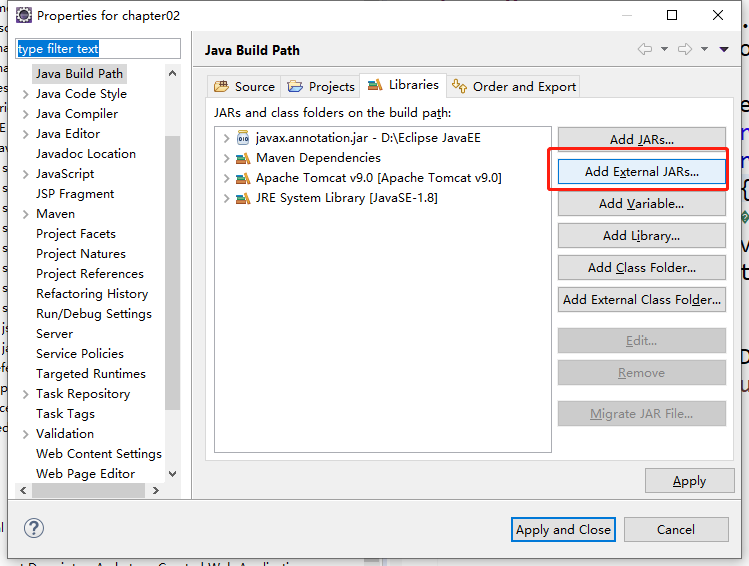 Properties for chapter02
type filter text
Java Build Path
Java Code Style
Java Compiler
Java Editor
Javadoc Location
JavaScript
JSP Fragment
Maven
Project Facets
Project Natures
Project References
Refactoring History
Run/Debug Settings
Server
Service Policies
Targeted Runtimes
Task Repository
Task Tags
Validation
Web Content Settings
Web Page Editor
Java Build Path
Source
Projects
Libraries
Order and Export
JARs and class folders on the build path:
javax.annotation.jar - D:\Eclipse JavaEE
Maven Dependencies
Apache Tomcat v9.0 [Apache Tomcat v9.0]
JRE System Library [JavaSE-1.8]
Add JARs...
Add External JARs...
Add Variable...
Add Library...
Add Class Folder...
Add External Class Folder...
Edit...
Remove
Migrate JAR File...
Apply
Apply and Close
Cancel